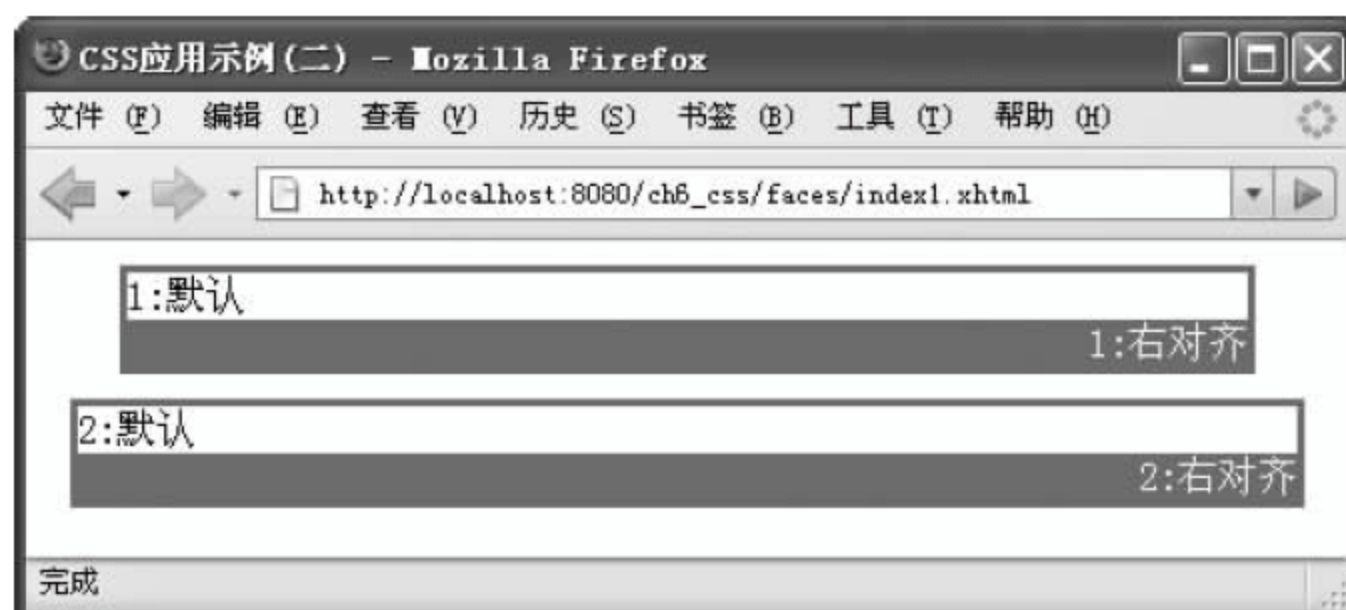 CSS应用示例(二) - Mozilla Firefox
文件 (F) 编辑 (E) 查看 (V) 历史 (S) 书签 (B) 工具 (T) 帮助 (H)
http://localhost:8080/ch6_css/faces/index1.xhtml
1:默认
1:右对齐
2:默认
2:右对齐
完成